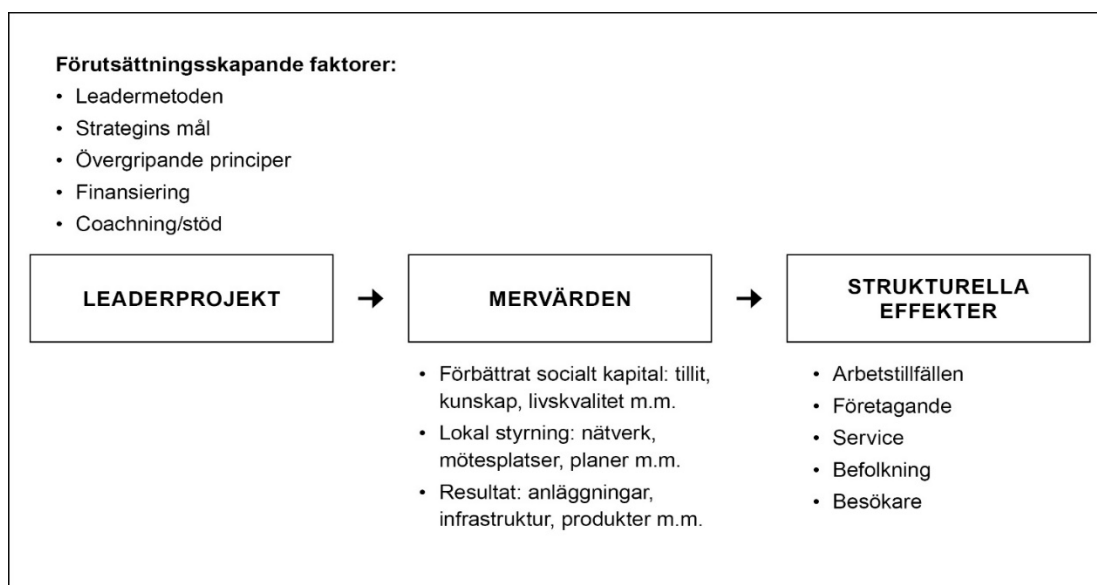 Förutsättningsskapande faktorer:
• Leadermetoden
• Strategins mål
• Övergripande principer
• Finansiering
• Coachning/stöd
LEADERPROJEKT
MERVÄRDEN
STRUKTURELLA
EFFEKTER
• Förbättrat socialt kapital: tillit,
kunskap, livskvalitet m.m.
• Lokal styrning: nätverk,
mötesplatser, planer m.m.
• Resultat: anläggningar,
infrastruktur, produkter m.m.
• Arbetstillfällen
• Företagande
• Service
• Befolkning
• Besökare